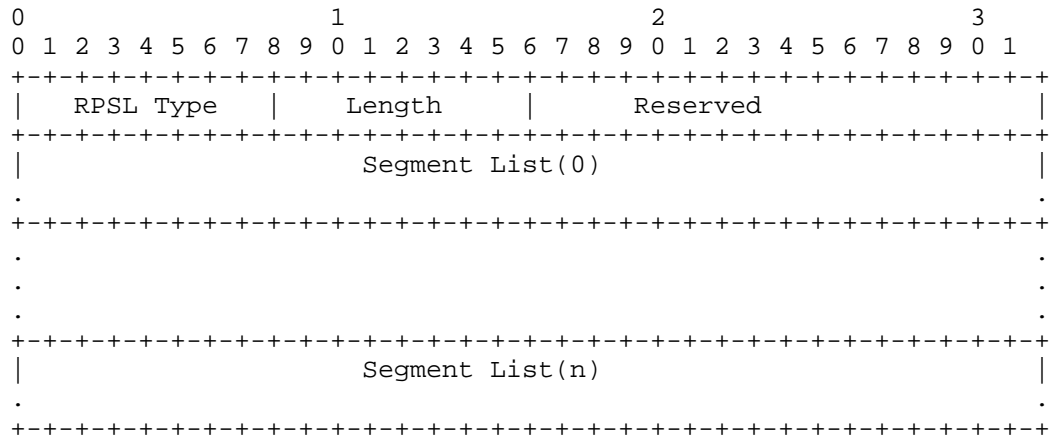 0                   1                   2                   3
0 1 2 3 4 5 6 7 8 9 0 1 2 3 4 5 6 7 8 9 0 1 2 3 4 5 6 7 8 9 0 1
+-+-+-+-+-+-+-+-+-+-+-+-+-+-+-+-+-+-+-+-+-+-+-+-+-+-+-+-+-+-+-+-+
|   RPSL Type   |    Length     |      Reserved                 |
+-+-+-+-+-+-+-+-+-+-+-+-+-+-+-+-+-+-+-+-+-+-+-+-+-+-+-+-+-+-+-+-+
|                     Segment List(0)                           |
.                                                               .
+-+-+-+-+-+-+-+-+-+-+-+-+-+-+-+-+-+-+-+-+-+-+-+-+-+-+-+-+-+-+-+-+
.                                                               .
.                                                               .
.                                                               .
+-+-+-+-+-+-+-+-+-+-+-+-+-+-+-+-+-+-+-+-+-+-+-+-+-+-+-+-+-+-+-+-+
|                     Segment List(n)                           |
.                                                               .
+-+-+-+-+-+-+-+-+-+-+-+-+-+-+-+-+-+-+-+-+-+-+-+-+-+-+-+-+-+-+-+-+